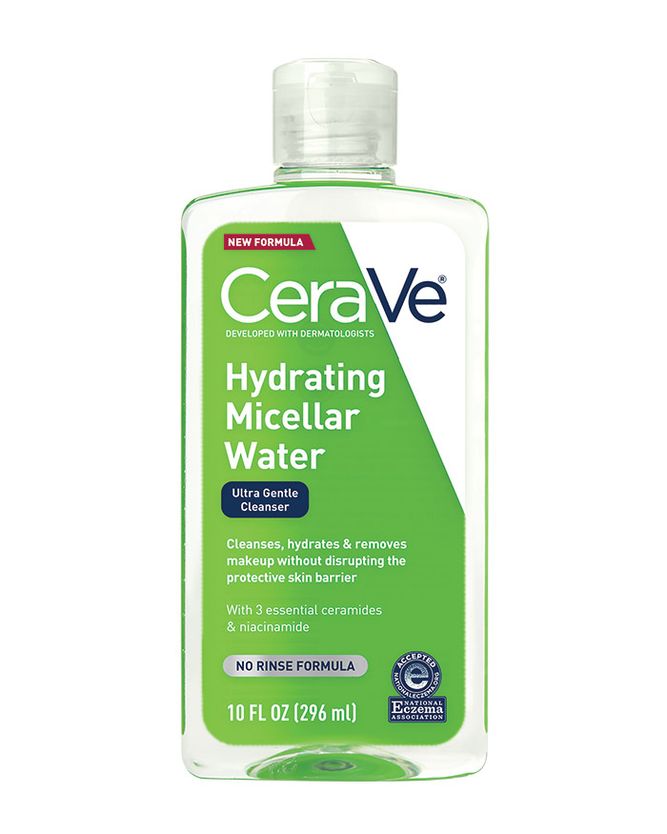 NEW FORMULA
CeraVe®
DEVELOPED WITH DERMATOLOGISTS
Hydrating
Micellar
Water
Ultra Gentle
Cleanser
Cleanses, hydrates & removes
makeup without disrupting the
protective skin barrier
With 3 essential ceramides
& niacinamide
NO RINSE FORMULA
10 FL OZ (296 ml)
ACCEPTED
NATIONALECZEMA.ORG
e
NATIONAL
Eczema
ASSOCIATION